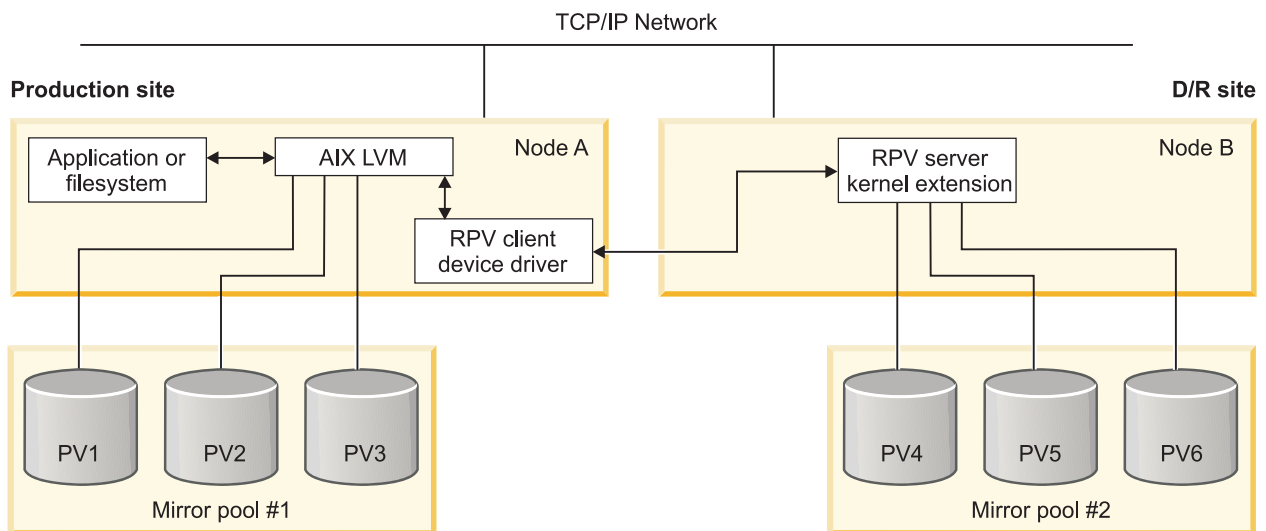 TCP/IP Network
Production site
D/R site
Node A
Application or
filesystem
AIX LVM
RPV client
device driver
Node B
RPV server
kernel extension
PV1
PV2
PV3
Mirror pool #1
PV4
PV5
PV6
Mirror pool #2